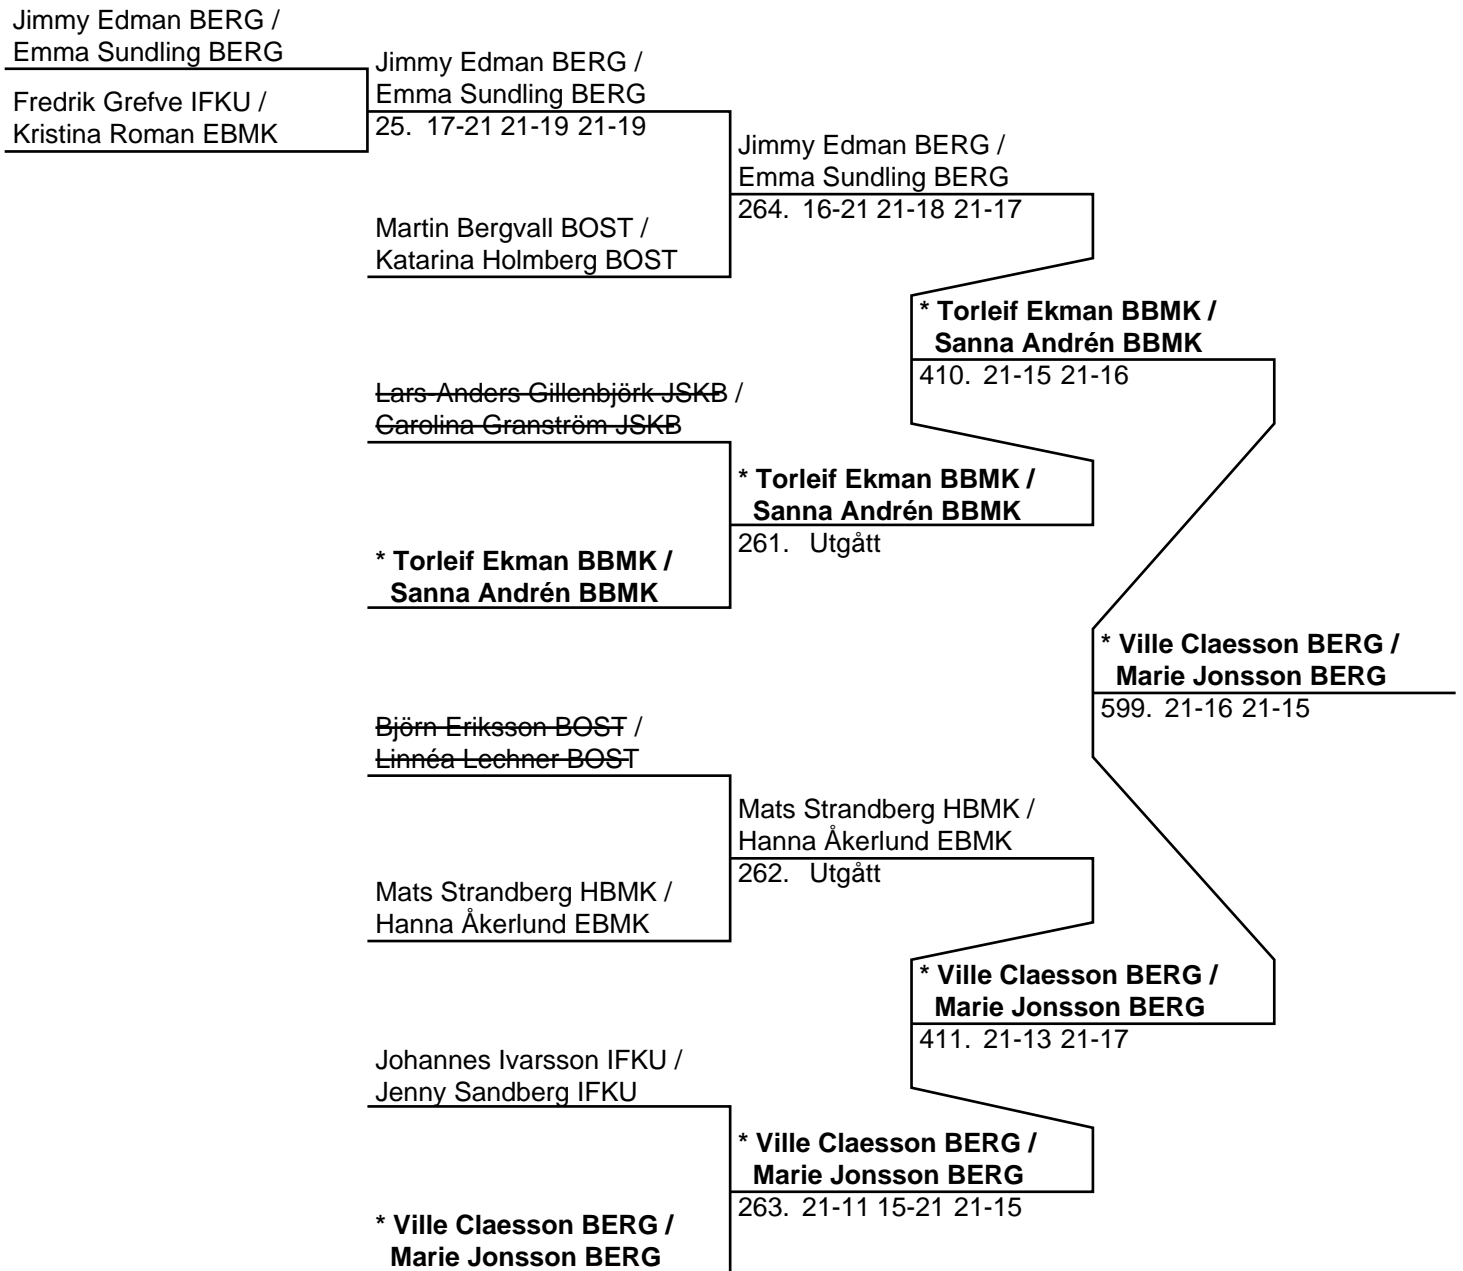 Jimmy Edman BERG /
Emma Sundling BERG
Fredrik Grefve IFKU /
Kristina Roman EBMK
Jimmy Edman BERG /
Emma Sundling BERG
25. 17-21 21-19 21-19
Martin Bergvall BOST /
Katarina Holmberg BOST
Jimmy Edman BERG /
Emma Sundling BERG
264. 16-21 21-18 21-17
Lars-Anders Gillenbjörk JSKB /
Carolina Granström JSKB
* Torleif Ekman BBMK /
Sanna Andrén BBMK
* Torleif Ekman BBMK /
Sanna Andrén BBMK
261. Utgått
* Torleif Ekman BBMK /
Sanna Andrén BBMK
410. 21-15 21-16
Björn Eriksson BOST /
Linnéa Lechner BOST
Mats Strandberg HBMK /
Hanna Åkerlund EBMK
Mats Strandberg HBMK /
Hanna Åkerlund EBMK
262. Utgått
Johannes Ivarsson IFKU /
Jenny Sandberg IFKU
* Ville Claesson BERG /
Marie Jonsson BERG
* Ville Claesson BERG /
Marie Jonsson BERG
263. 21-11 15-21 21-15
* Ville Claesson BERG /
Marie Jonsson BERG
411. 21-13 21-17
* Ville Claesson BERG /
Marie Jonsson BERG
599. 21-16 21-15